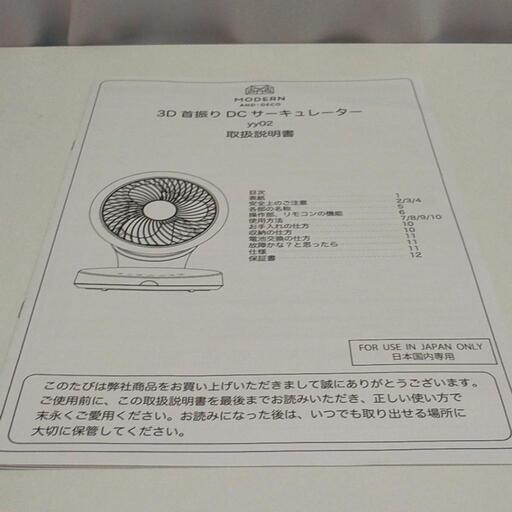 MODERN
AND・DECO
3D 首振り DC サーキュレーター
yy02
取扱説明書
目次
表紙 1
安全上のご注意 2/3/4
各部の名称 5
操作部、リモコンの機能 6
使用方法 7/8/9/10
お手入れの仕方 10
収納の仕方 10
電池交換の仕方 11
故障かな?と思ったら 11
仕様 11
保証書 12
FOR USE IN JAPAN ONLY
日本国内専用
このたびは弊社商品をお買い上げいただきまして誠にありがとうございます。
ご使用前に、この取扱説明書を最後までお読みいただき、正しい使い方で
末永くご愛用ください。お読みになった後は、いつでも取り出せる場所に
大切に保管してください。